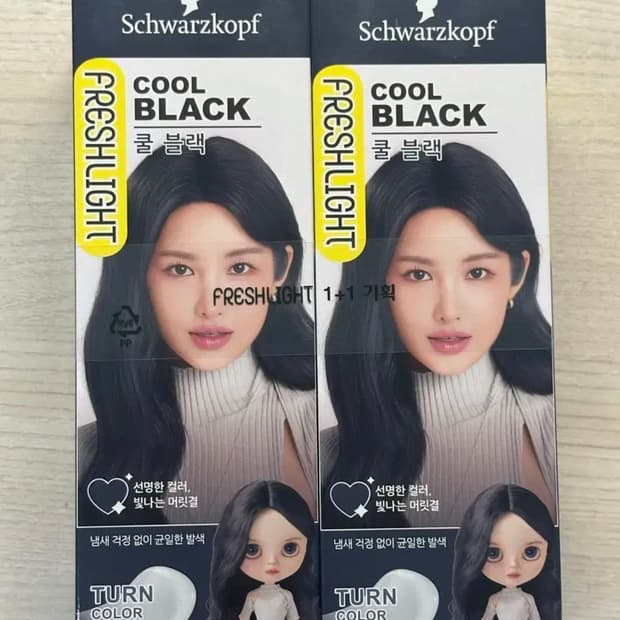 Schwarzkopf
FRESHLIGHT
COOL
BLACK
쿨 블랙
선명한 컬러,
빛나는 머릿결
냄새 걱정 없이 균일한 발색
TURN
COLOR
Schwarzkopf
FRESHLIGHT
COOL
BLACK
쿨 블랙
선명한 컬러,
빛나는 머릿결
냄새 걱정 없이 균일한 발색
TURN
COLOR
FRESHLIGHT 1+1 기획
PP